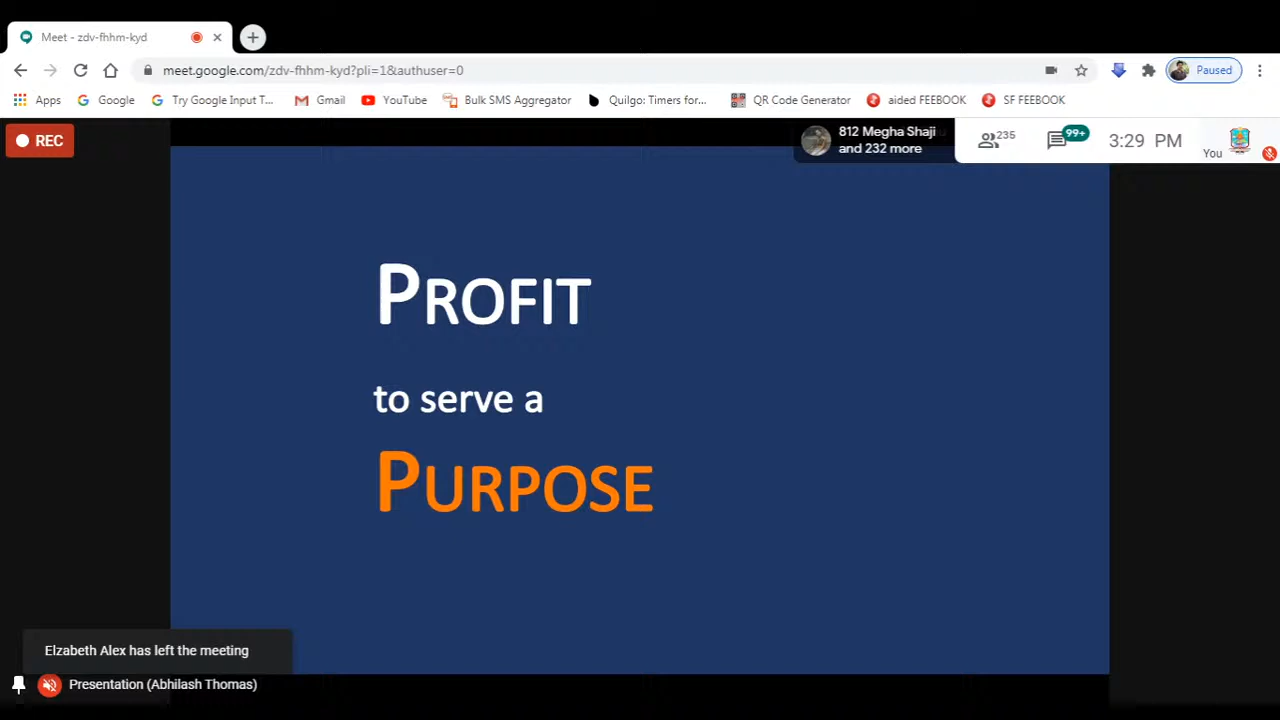 Meet - zdv-fhhm-kyd
meet.google.com/zdv-fhhm-kyd?pli=1&authuser=0
Paused
Apps
Google
Try Google Input T...
Gmail
YouTube
Bulk SMS Aggregator
Quilgo: Timers for...
QR Code Generator
aided FEEBOOK
SF FEEBOOK
REC
812 Megha Shaji
and 232 more
235
99+
3:29 PM
You
PROFIT
to serve a
PURPOSE
Elzabeth Alex has left the meeting
Presentation (Abhilash Thomas)